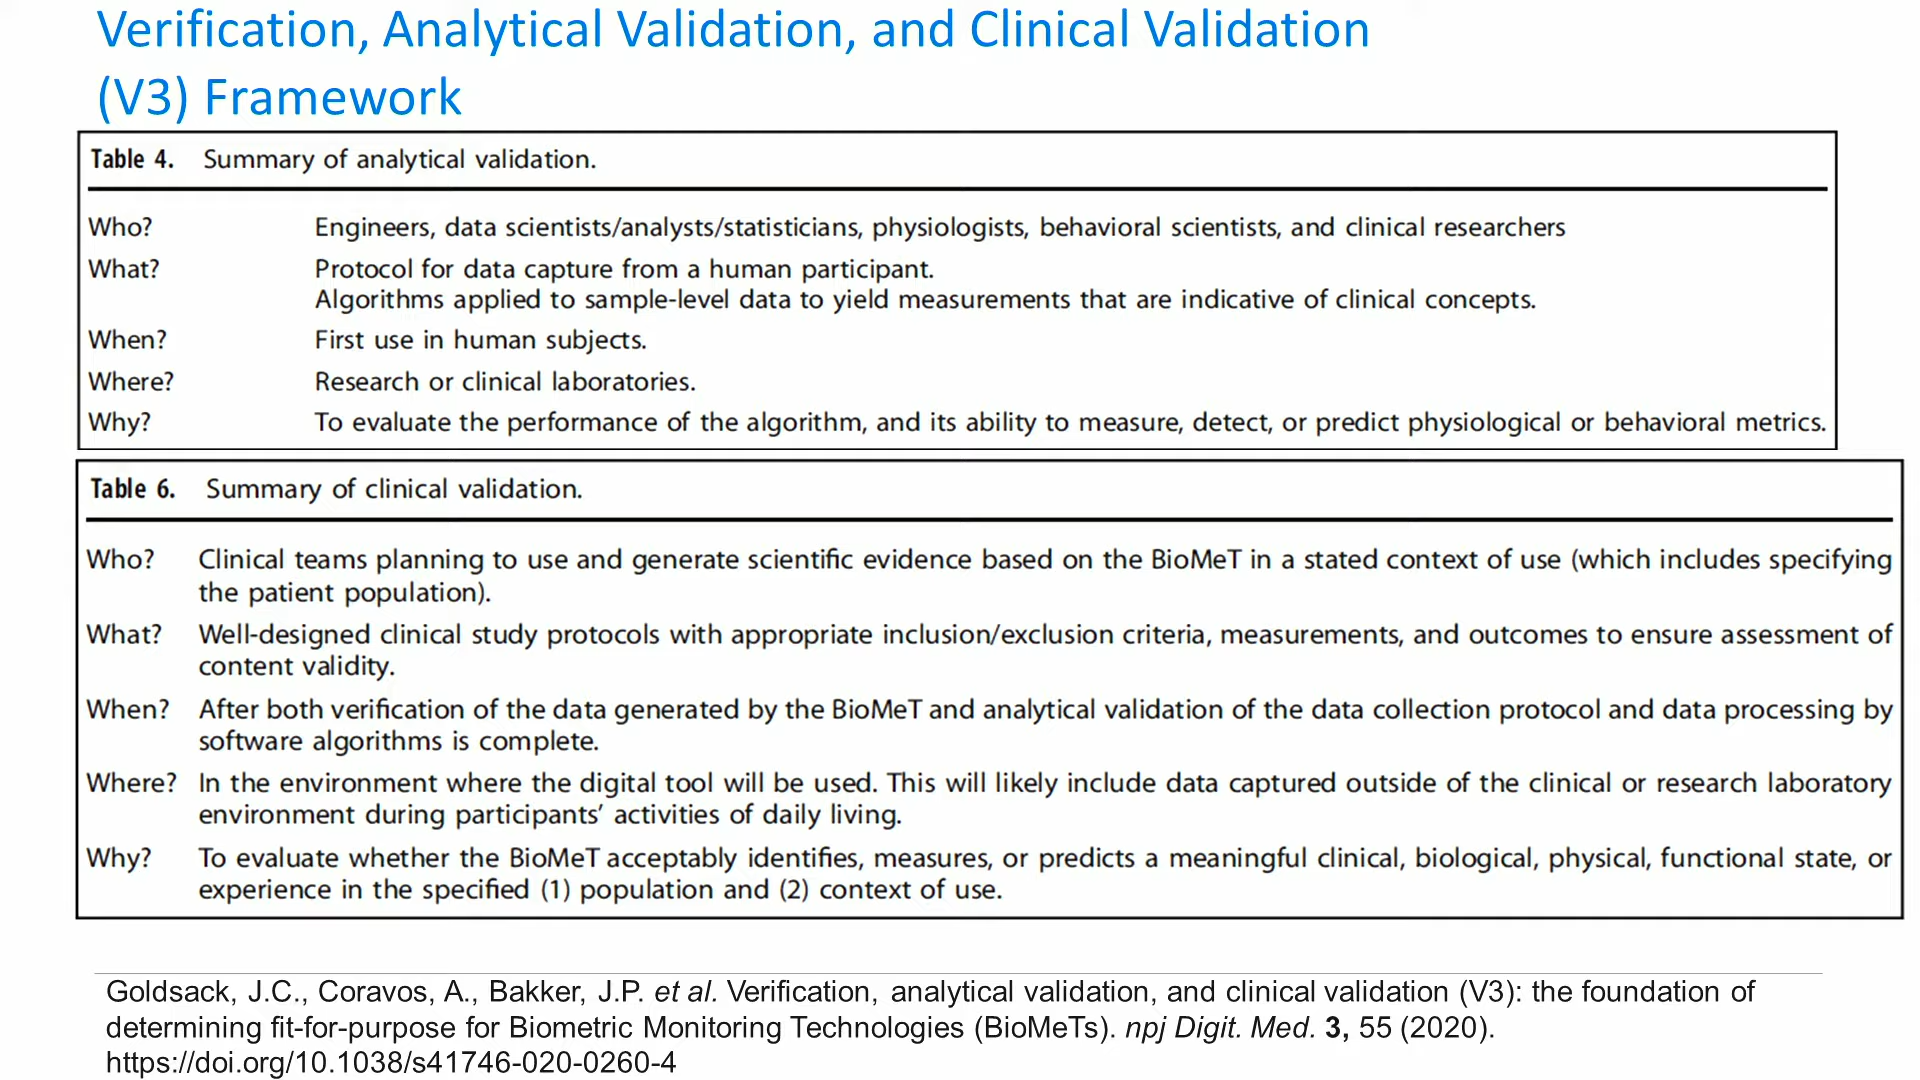 Verification, Analytical Validation, and Clinical Validation
(V3) Framework
Table 4. Summary of analytical validation.
Who? Engineers, data scientists/analysts/statisticians, physiologists, behavioral scientists, and clinical researchers
What? Protocol for data capture from a human participant.
Algorithms applied to sample-level data to yield measurements that are indicative of clinical concepts.
When? First use in human subjects.
Where? Research or clinical laboratories.
Why? To evaluate the performance of the algorithm, and its ability to measure, detect, or predict physiological or behavioral metrics.
Table 6. Summary of clinical validation.
Who? Clinical teams planning to use and generate scientific evidence based on the BioMeT in a stated context of use (which includes specifying
the patient population).
What? Well-designed clinical study protocols with appropriate inclusion/exclusion criteria, measurements, and outcomes to ensure assessment of
content validity.
When? After both verification of the data generated by the BioMeT and analytical validation of the data collection protocol and data processing by
software algorithms is complete.
Where? In the environment where the digital tool will be used. This will likely include data captured outside of the clinical or research laboratory
environment during participants’ activities of daily living.
Why? To evaluate whether the BioMeT acceptably identifies, measures, or predicts a meaningful clinical, biological, physical, functional state, or
experience in the specified (1) population and (2) context of use.
Goldsack, J.C., Coravos, A., Bakker, J.P. et al. Verification, analytical validation, and clinical validation (V3): the foundation of
determining fit-for-purpose for Biometric Monitoring Technologies (BioMeTs). npj Digit. Med. 3, 55 (2020).
https://doi.org/10.1038/s41746-020-0260-4